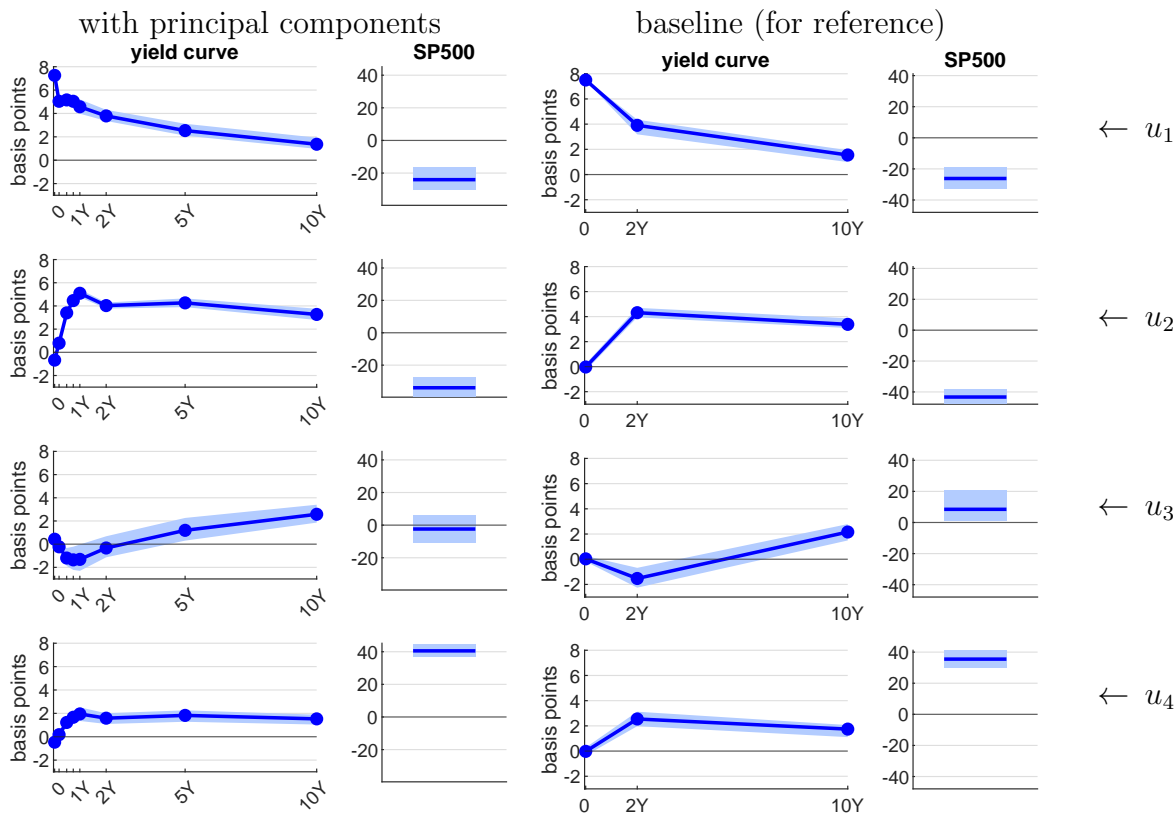 with principal components
baseline (for reference)
yield curve
SP500
yield curve
SP500
basis points
8
6
4
2
0
-2
0
1Y
2Y
5Y
10Y
40
20
0
-20
basis points
8
6
4
2
0
-2
0
2Y
10Y
40
20
0
-20
-40
← u1
basis points
8
6
4
2
0
-2
0
1Y
2Y
5Y
10Y
40
20
0
-20
basis points
8
6
4
2
0
-2
0
2Y
10Y
40
20
0
-20
-40
← u2
basis points
8
6
4
2
0
-2
0
1Y
2Y
5Y
10Y
40
20
0
-20
basis points
8
6
4
2
0
-2
0
2Y
10Y
40
20
0
-20
-40
← u3
basis points
8
6
4
2
0
-2
0
1Y
2Y
5Y
10Y
40
20
0
-20
basis points
8
6
4
2
0
-2
0
2Y
10Y
40
20
0
-20
-40
← u4